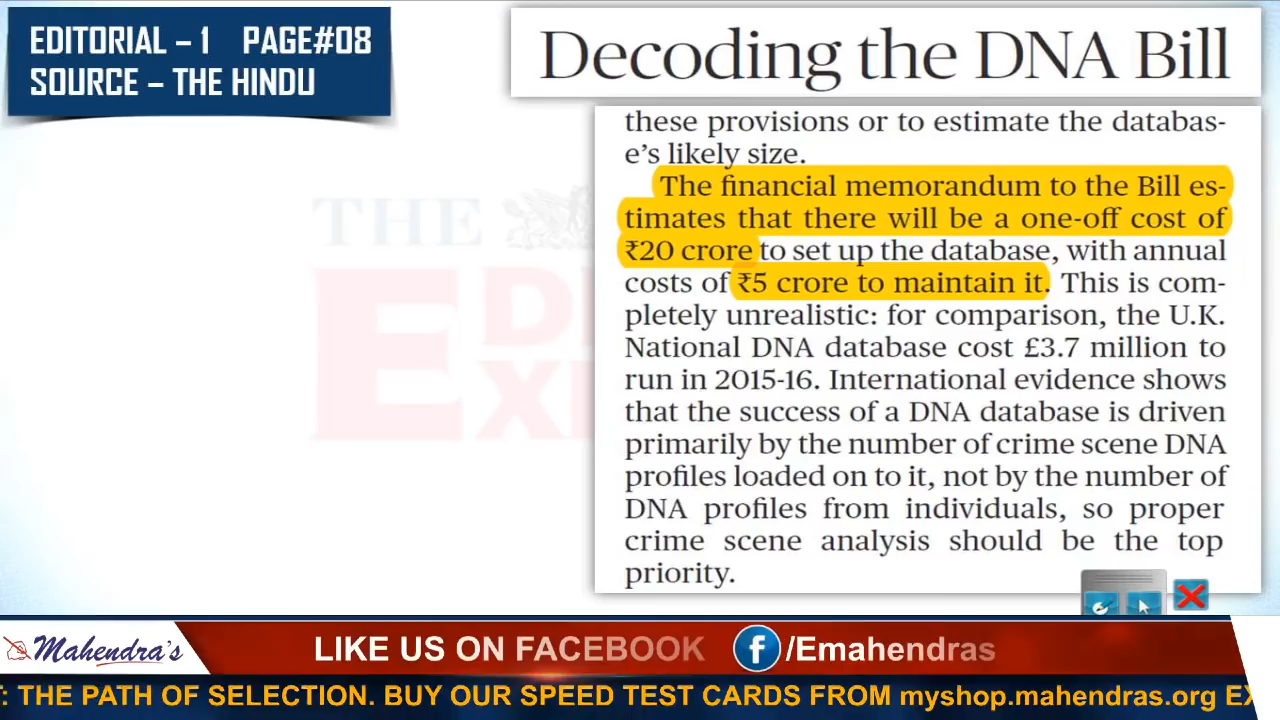 EDITORIAL – 1 PAGE#08
SOURCE – THE HINDU
Decoding the DNA Bill
these provisions or to estimate the databas-
e's likely size.
The financial memorandum to the Bill es-
timates that there will be a one-off cost of
₹20 crore to set up the database, with annual
costs of ₹5 crore to maintain it. This is com-
pletely unrealistic: for comparison, the U.K.
National DNA database cost £3.7 million to
run in 2015-16. International evidence shows
that the success of a DNA database is driven
primarily by the number of crime scene DNA
profiles loaded on to it, not by the number of
DNA profiles from individuals, so proper
crime scene analysis should be the top
priority.
THE
E
Mahendra's
LIKE US ON FACEBOOK f /Emahendras
: THE PATH OF SELECTION. BUY OUR SPEED TEST CARDS FROM myshop.mahendras.org EX